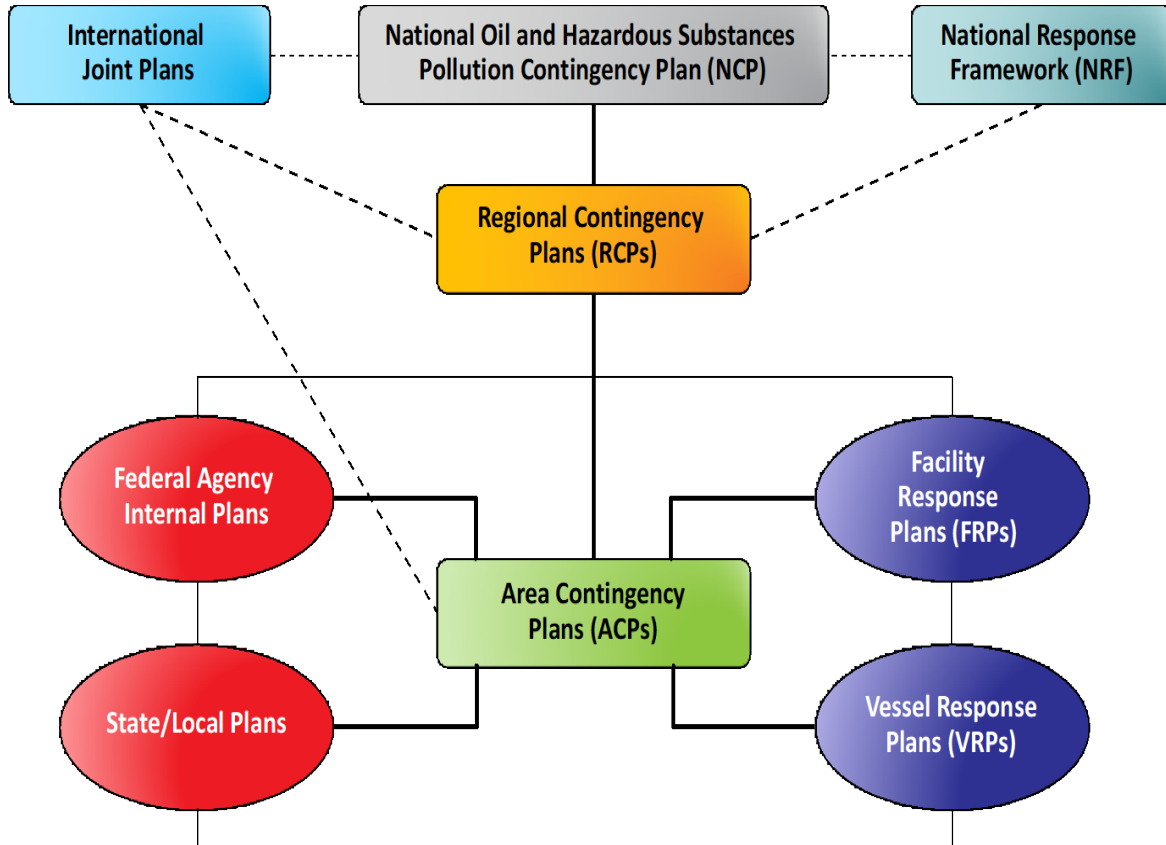 International
Joint Plans
National Oil and Hazardous Substances
Pollution Contingency Plan (NCP)
National Response
Framework (NRF)
Regional Contingency
Plans (RCPs)
Federal Agency
Internal Plans
Facility
Response
Plans (FRPs)
Area Contingency
Plans (ACPs)
State/Local Plans
Vessel Response
Plans (VRPs)